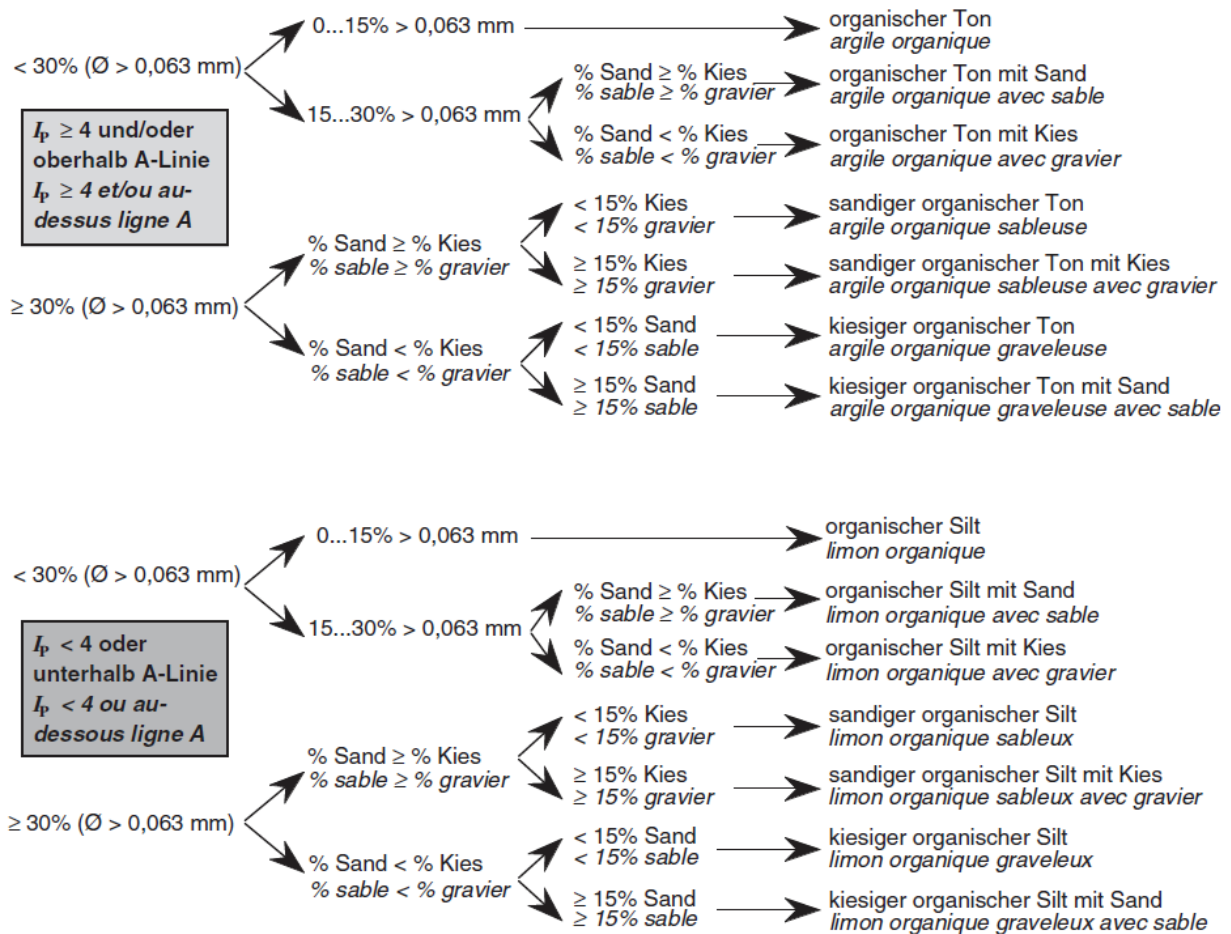 0...15% > 0,063 mm
organischer Ton
argile organique
< 30% (Ø > 0,063 mm)
15...30% > 0,063 mm
% Sand ≥ % Kies
% sable ≥ % gravier
organischer Ton mit Sand
argile organique avec sable
% Sand < % Kies
% sable < % gravier
organischer Ton mit Kies
argile organique avec gravier
IP ≥ 4 und/oder
oberhalb A-Linie
IP ≥ 4 et/ou au-
dessus ligne A
≥ 30% (Ø > 0,063 mm)
% Sand ≥ % Kies
% sable ≥ % gravier
< 15% Kies
< 15% gravier
sandiger organischer Ton
argile organique sableuse
≥ 15% Kies
≥ 15% gravier
sandiger organischer Ton mit Kies
argile organique sableuse avec gravier
% Sand < % Kies
% sable < % gravier
< 15% Sand
< 15% sable
kiesiger organischer Ton
argile organique graveleuse
≥ 15% Sand
≥ 15% sable
kiesiger organischer Ton mit Sand
argile organique graveleuse avec sable
0...15% > 0,063 mm
organischer Silt
limon organique
< 30% (Ø > 0,063 mm)
15...30% > 0,063 mm
% Sand ≥ % Kies
% sable ≥ % gravier
organischer Silt mit Sand
limon organique avec sable
% Sand < % Kies
% sable < % gravier
organischer Silt mit Kies
limon organique avec gravier
IP < 4 oder
unterhalb A-Linie
IP < 4 ou au-
dessous ligne A
≥ 30% (Ø > 0,063 mm)
% Sand ≥ % Kies
% sable ≥ % gravier
< 15% Kies
< 15% gravier
sandiger organischer Silt
limon organique sableux
≥ 15% Kies
≥ 15% gravier
sandiger organischer Silt mit Kies
limon organique sableux avec gravier
% Sand < % Kies
% sable < % gravier
< 15% Sand
< 15% sable
kiesiger organischer Silt
limon organique graveleux
≥ 15% Sand
≥ 15% sable
kiesiger organischer Silt mit Sand
limon organique graveleux avec sable